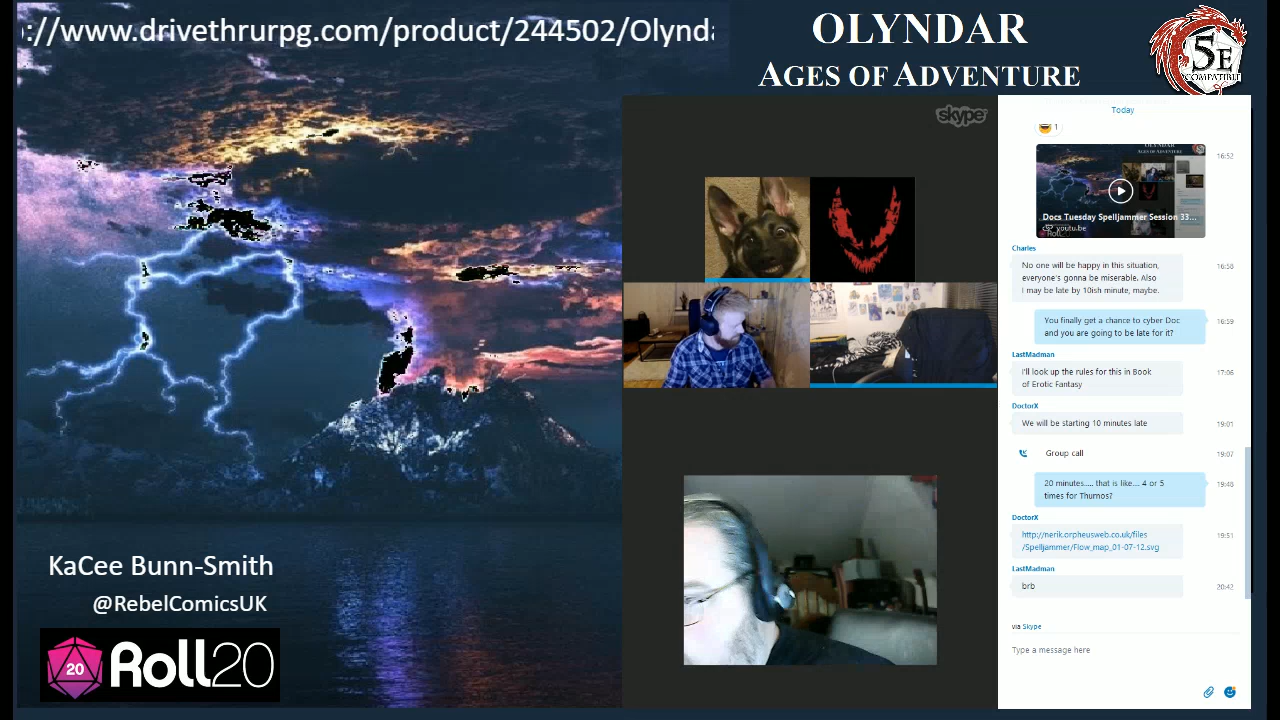 ://www.drivethrurpg.com/product/244502/Olynda
OLYNDAR
AGES OF ADVENTURE
5E
COMPATIBLE
skype
Today
1
16:52
OLYNDAR
AGES OF ADVENTURE
Docs Tuesday Spelljammer Session 33...
youtu.be
Charles
No one will be happy in this situation,
everyone's gonna be miserable. Also
I may be late by 10ish minute, maybe.
16:58
You finally get a chance to cyber Doc
and you are going to be late for it?
16:59
LastMadman
I'll look up the rules for this in Book
of Erotic Fantasy
17:06
DoctorX
We will be starting 10 minutes late
19:01
Group call
19:07
20 minutes..... that is like.... 4 or 5
times for Thurnos?
19:46
DoctorX
http://nerik.orpheusweb.co.uk/files
/Spelljammer/Flow_map_01-07-12.svg
19:51
LastMadman
brb
20:42
via Skype
Type a message here
KaCee Bunn-Smith
@RebelComicsUK
20
Roll20